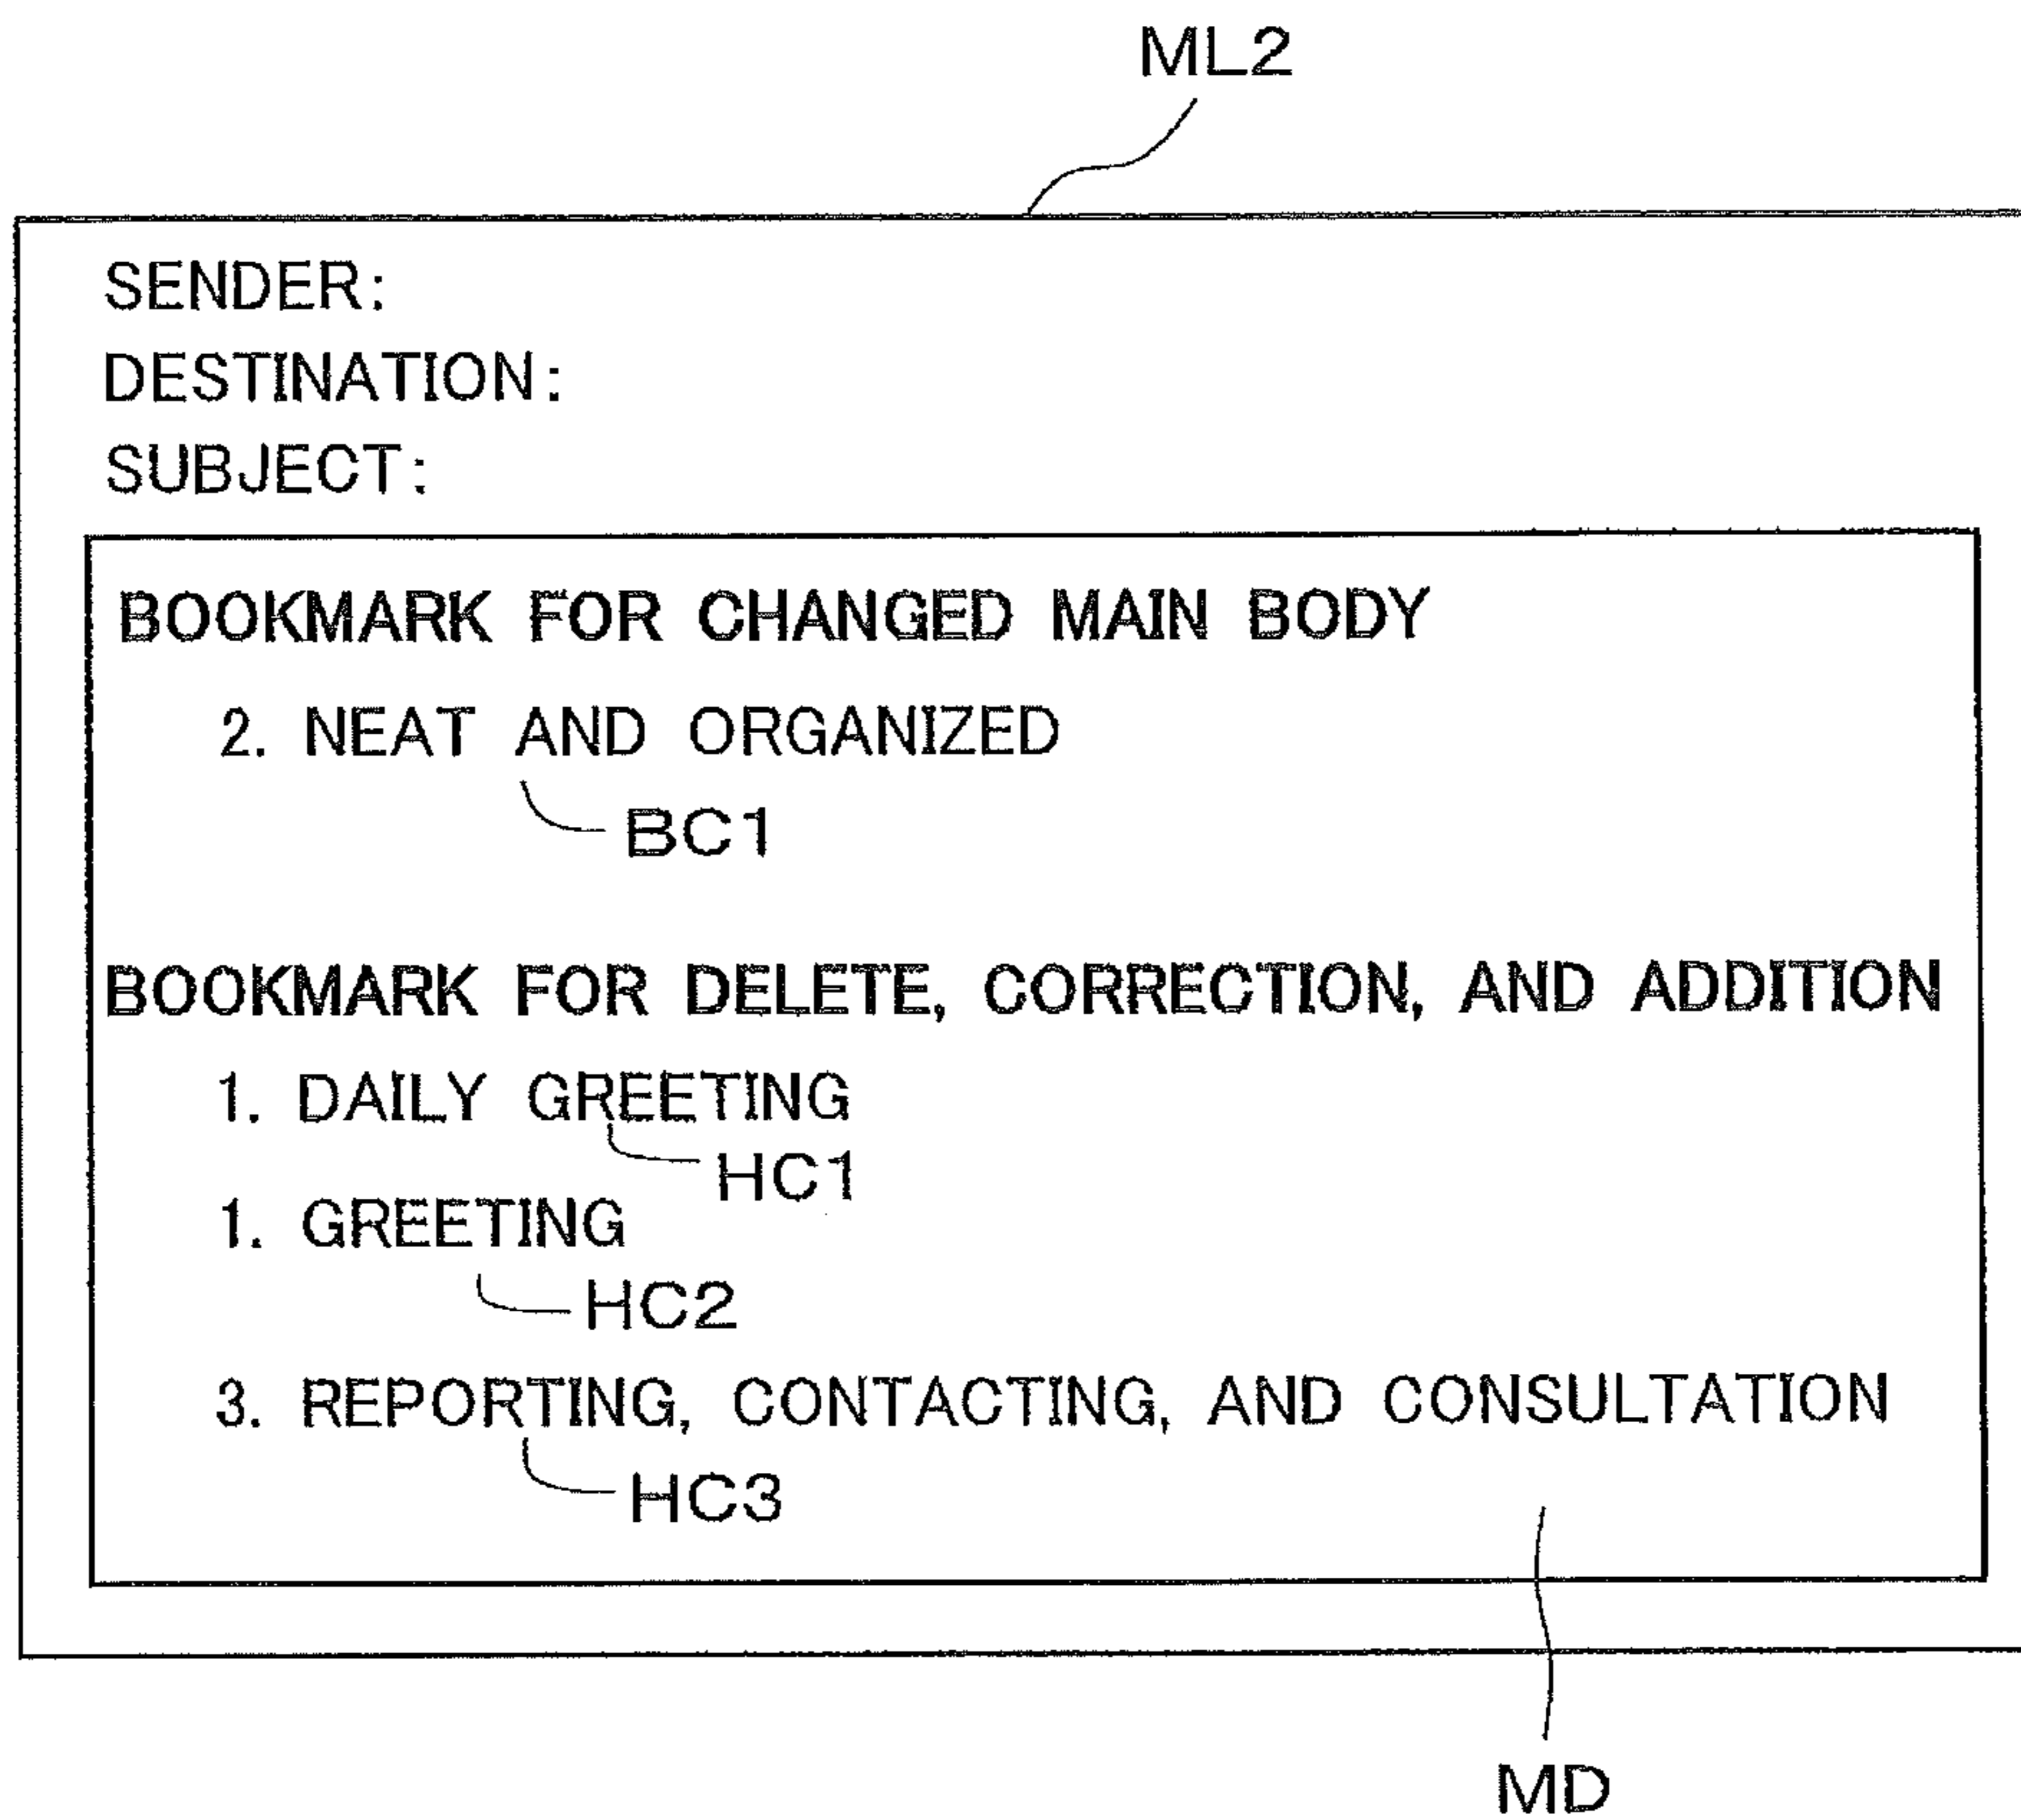 ML2
SENDER:
DESTINATION:
SUBJECT:
BOOKMARK FOR CHANGED MAIN BODY
2. NEAT AND ORGANIZED
BC1
BOOKMARK FOR DELETE, CORRECTION, AND ADDITION
1. DAILY GREETING
HC1
1. GREETING
HC2
3. REPORTING, CONTACTING, AND CONSULTATION
HC3
MD